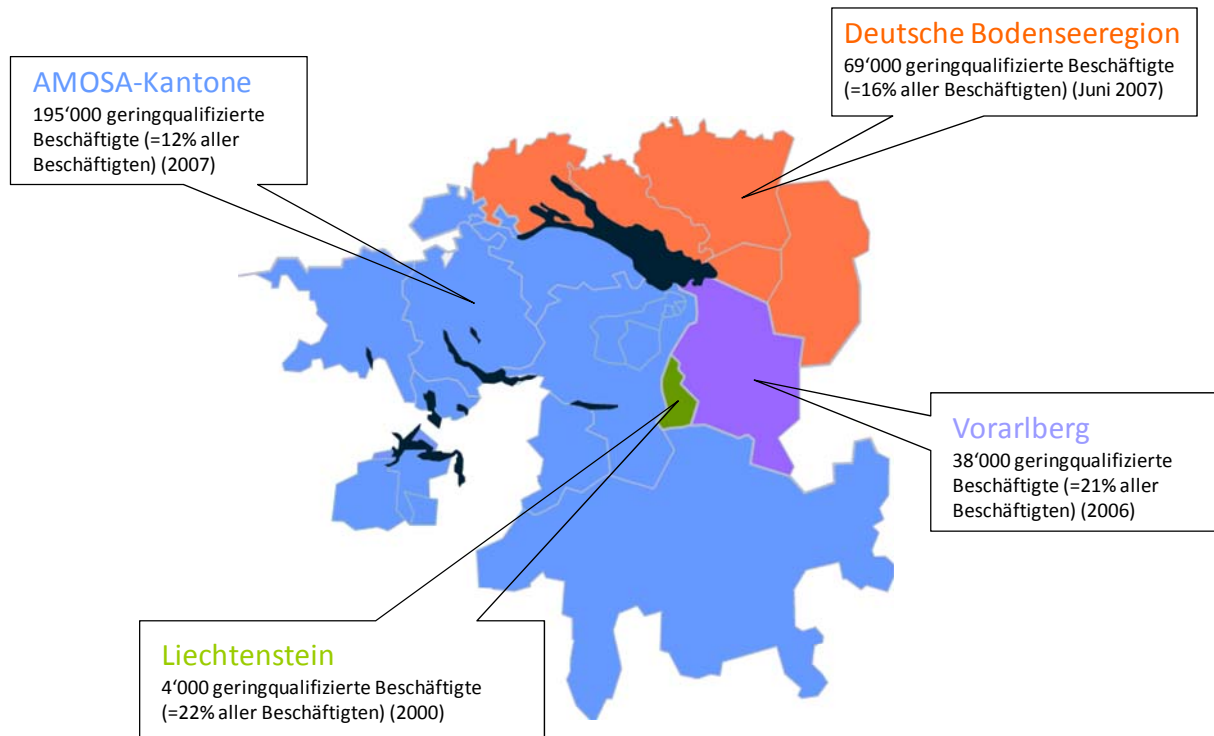 Deutsche Bodenseeregion
69‘000 geringqualifizierte Beschäftigte
(=16% aller Beschäftigten) (Juni 2007)
AMOSA-Kantone
195‘000 geringqualifizierte
Beschäftigte (=12% aller
Beschäftigten) (2007)
Vorarlberg
38‘000 geringqualifizierte
Beschäftigte (=21% aller
Beschäftigten) (2006)
Liechtenstein
4‘000 geringqualifizierte Beschäftigte
(=22% aller Beschäftigten) (2000)